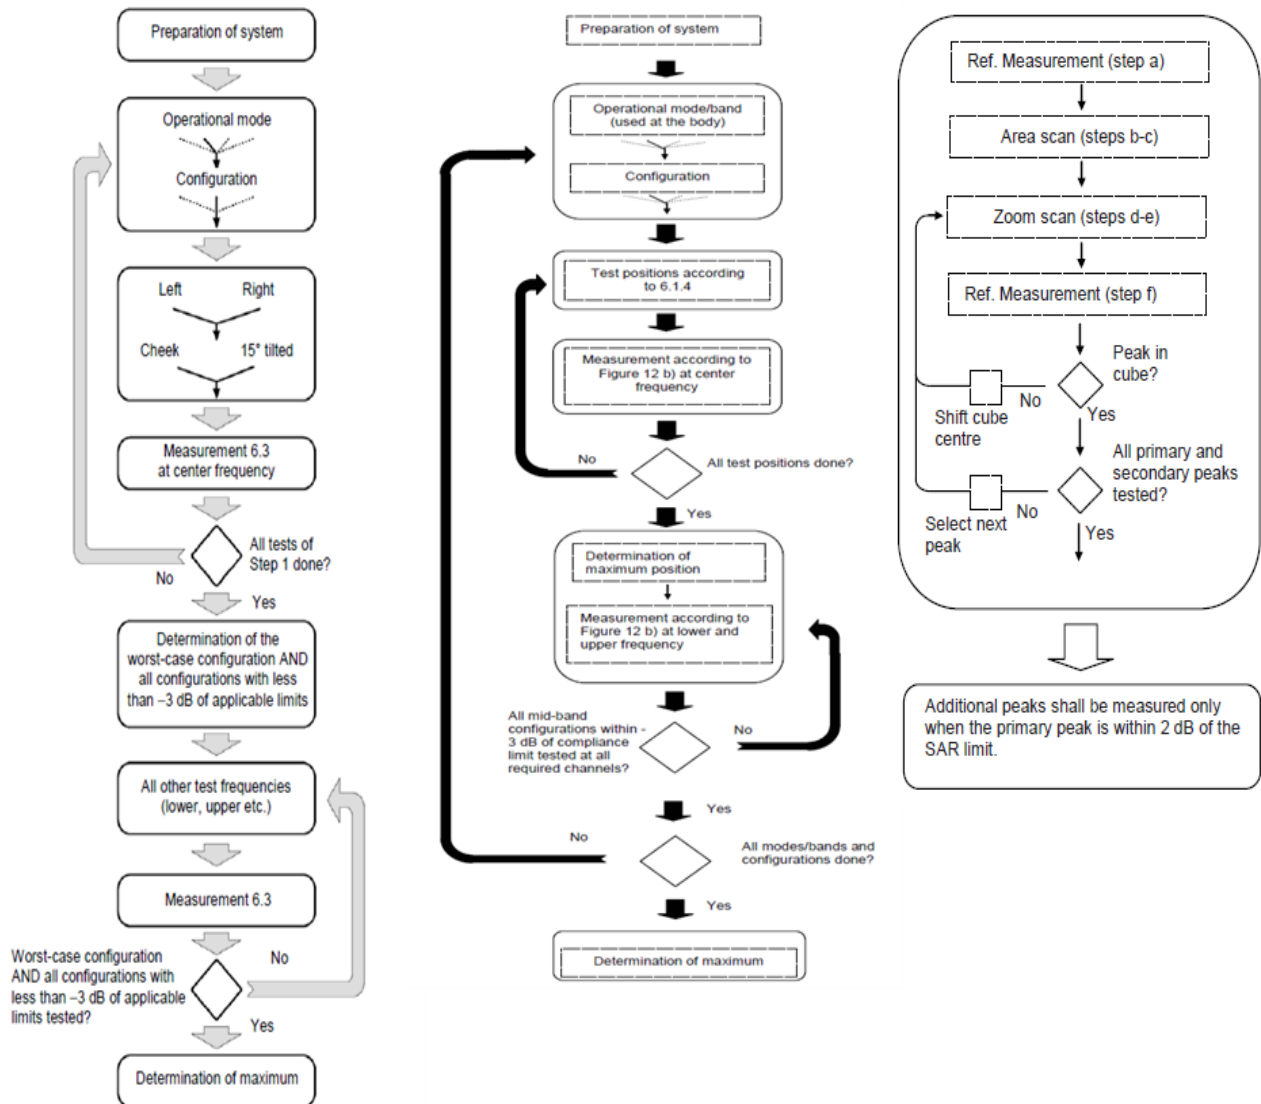 Preparation of system
Operational mode
Configuration
Left
Right
Cheek
15° tilted
Measurement 6.3
at center frequency
All tests of
Step 1 done?
No
Yes
Determination of the
worst-case configuration AND
all configurations with less
than –3 dB of applicable limits
All other test frequencies
(lower, upper etc.)
Measurement 6.3
Worst-case configuration
AND all configurations with
less than –3 dB of applicable
limits tested?
No
Yes
Determination of maximum
Preparation of system
Operational mode/band
(used at the body)
Configuration
Test positions according
to 6.1.4
Measurement according to
Figure 12 b) at center
frequency
No
All test positions done?
Yes
Determination of
maximum position
Measurement according to
Figure 12 b) at lower and
upper frequency
All mid-band
configurations within -
3 dB of compliance
limit tested at all
required channels?
No
Yes
No
All modes/bands and
configurations done?
Yes
Determination of maximum
Ref. Measurement (step a)
Area scan (steps b-c)
Zoom scan (steps d-e)
Ref. Measurement (step f)
Peak in
cube?
No
Yes
Shift cube
centre
All primary and
secondary peaks
tested?
No
Yes
Select next
peak
Additional peaks shall be measured only
when the primary peak is within 2 dB of the
SAR limit.